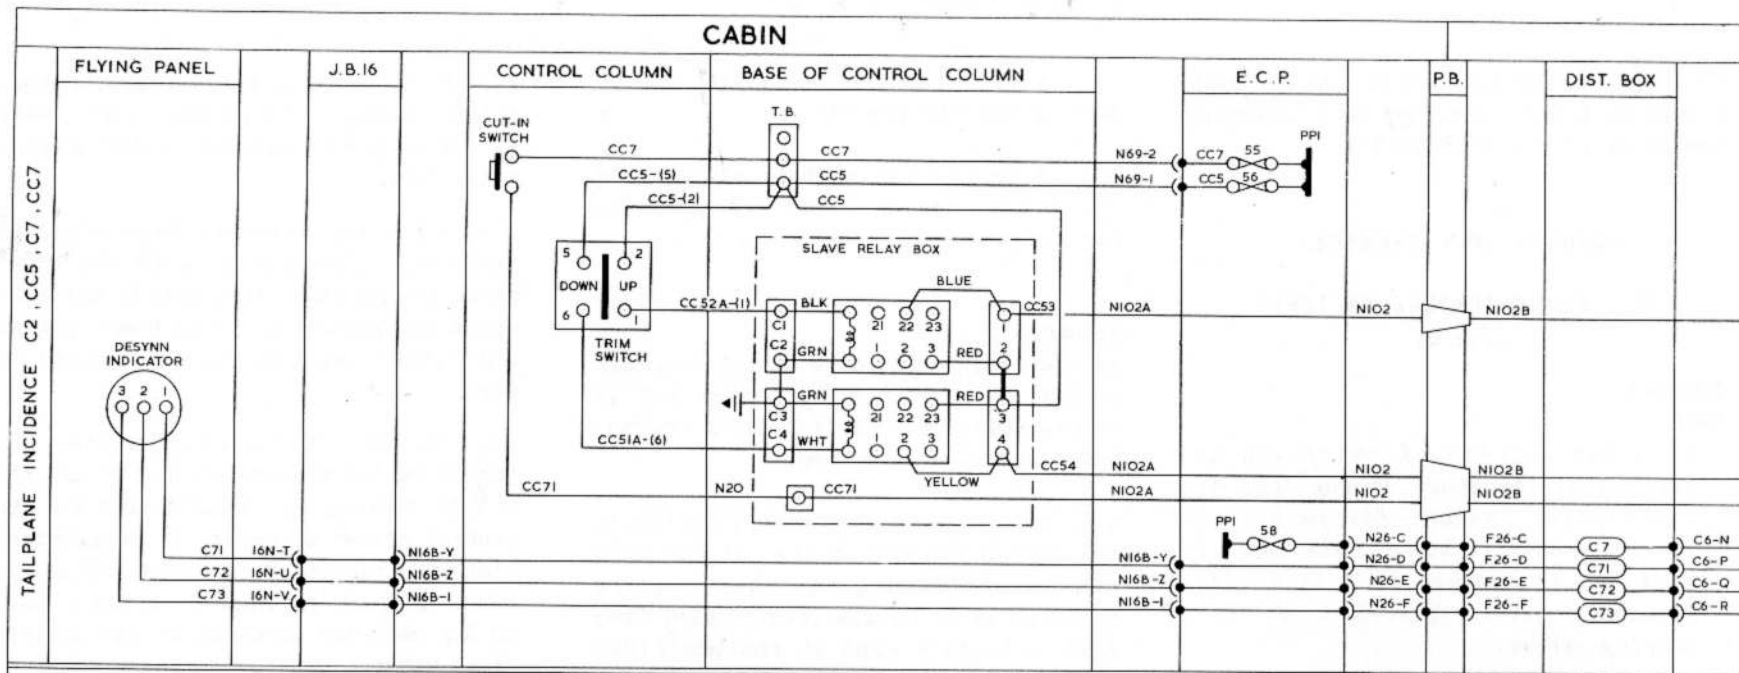 CABIN
FLYING PANEL
J.B.16
CONTROL COLUMN
BASE OF CONTROL COLUMN
E.C.P.
P.B.
DIST. BOX
TAILPLANE INCIDENCE C2, CC5, C7, CC7
T.B.
CUT-IN
SWITCH
CC7
CC7
N69-2
CC7
55
PP1
CC5-(5)
CC5
N69-1
CC5
56
CC5-(2)
CC5
SLAVE RELAY BOX
5
2
DOWN
UP
6
1
TRIM
SWITCH
CC52A-(1)
BLK
BLUE
CC53
N102A
N102
N102B
C1
21
22
23
1
C2
GRN
1
2
3
RED
2
GRN
RED
C3
21
22
23
3
C4
WHT
1
2
3
4
CC51A-(6)
YELLOW
CC54
N102A
N102
N102B
CC71
N20
CC71
N102A
N102
N102B
DESYNN
INDICATOR
3 2 1
PP1
58
N26-C
F26-C
C7
C6-N
C71
16N-T
N16B-Y
N16B-Y
N26-D
F26-D
C71
C6-P
C72
16N-U
N16B-Z
N16B-Z
N26-E
F26-E
C72
C6-Q
C73
16N-V
N16B-1
N16B-1
N26-F
F26-F
C73
C6-R